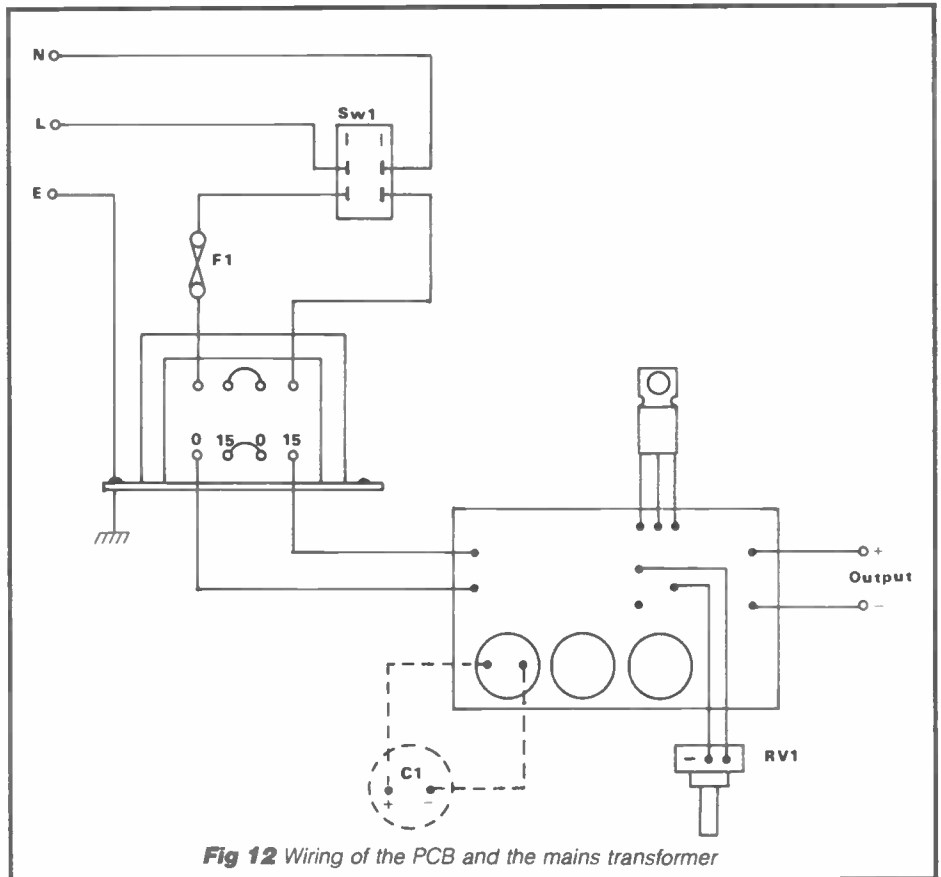 N
Sw1
L
E
F1
0 15 0 15
+
Output
−
C1
+ −
RV1
Fig 12 Wiring of the PCB and the mains transformer